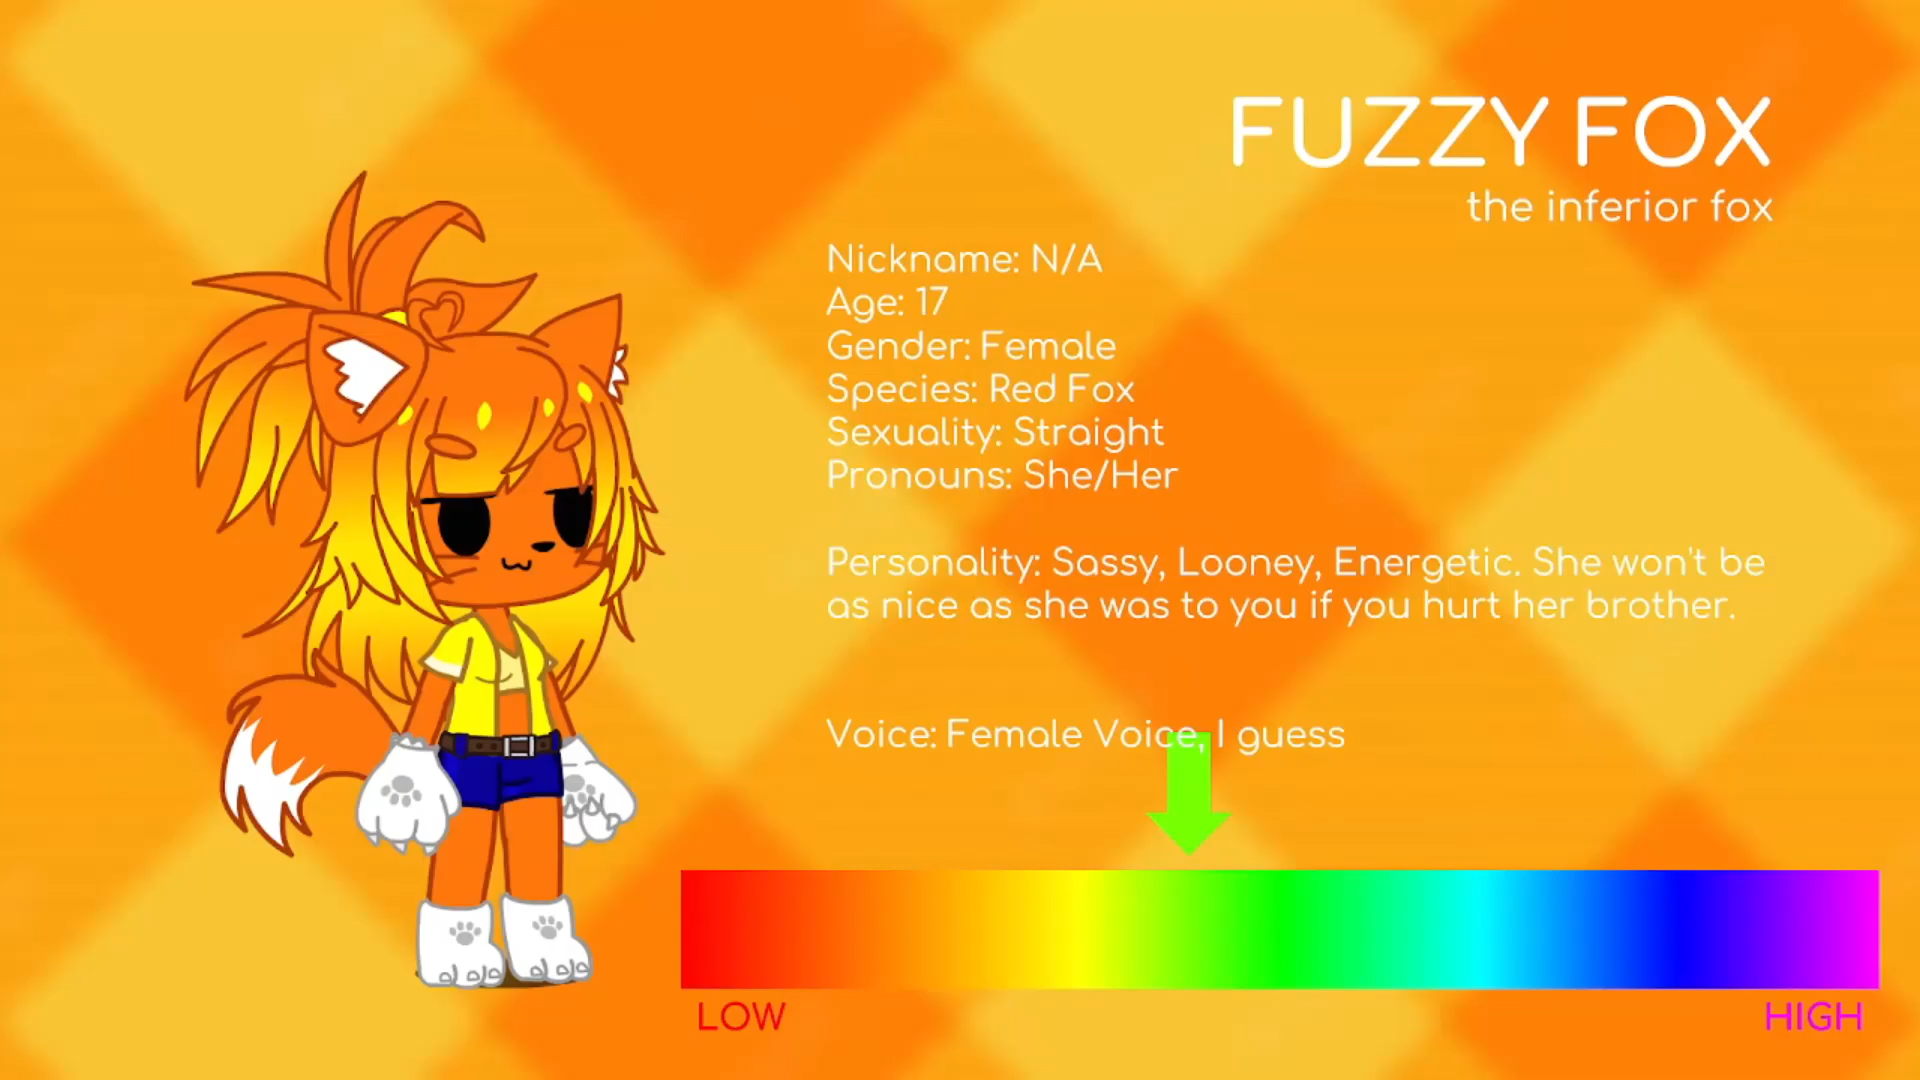 FUZZY FOX
the inferior fox
Nickname: N/A
Age: 17
Gender: Female
Species: Red Fox
Sexuality: Straight
Pronouns: She/Her
Personality: Sassy, Looney, Energetic. She won't be
as nice as she was to you if you hurt her brother.
Voice: Female Voice, I guess
LOW
HIGH